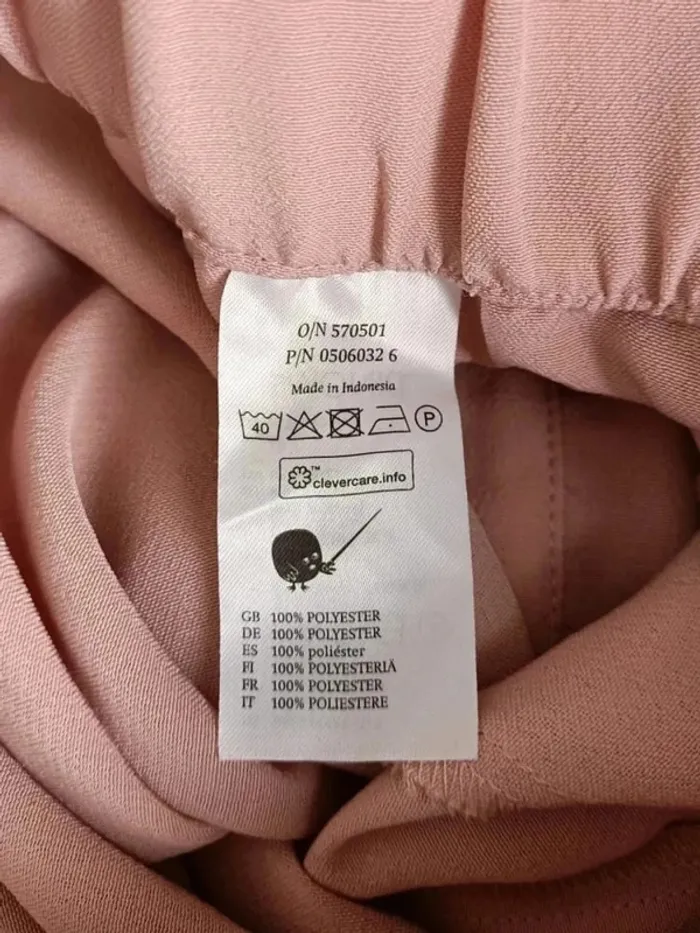 O/N 570501
P/N 0506032 6
Made in Indonesia
40 P
™ clevercare.info
GB 100% POLYESTER
DE 100% POLYESTER
ES 100% poliéster
FI 100% POLYESTERIÄ
FR 100% POLYESTER
IT 100% POLIESTERE